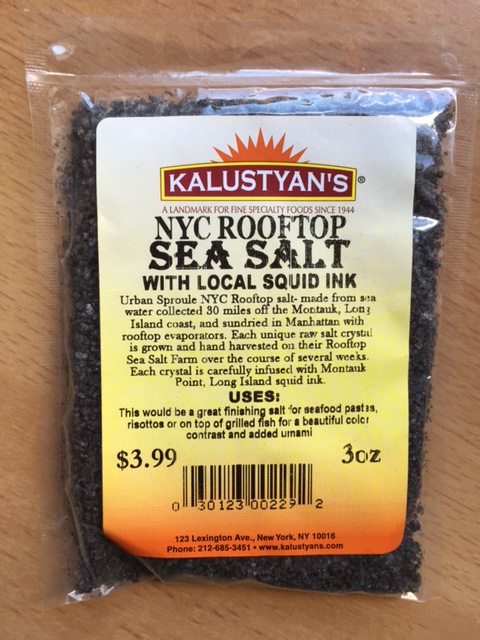 KALUSTYAN'S®
A LANDMARK FOR FINE SPECIALTY FOODS SINCE 1944
NYC ROOFTOP
SEA SALT
WITH LOCAL SQUID INK
Urban Sproule NYC Rooftop salt- made from sea
water collected 30 miles off the Montauk, Long
Island coast, and sundried in Manhattan with
rooftop evaporators. Each unique raw salt crystal
is grown and hand harvested on their Rooftop
Sea Salt Farm over the course of several weeks.
Each crystal is carefully infused with Montauk
Point, Long Island squid ink.
USES:
This would be a great finishing salt for seafood pastas,
risottos or on top of grilled fish for a beautiful color
contrast and added umami
$3.99 3oz
0 30123 00229 2
123 Lexington Ave., New York, NY 10016
Phone: 212-685-3451 • www.kalustyans.com